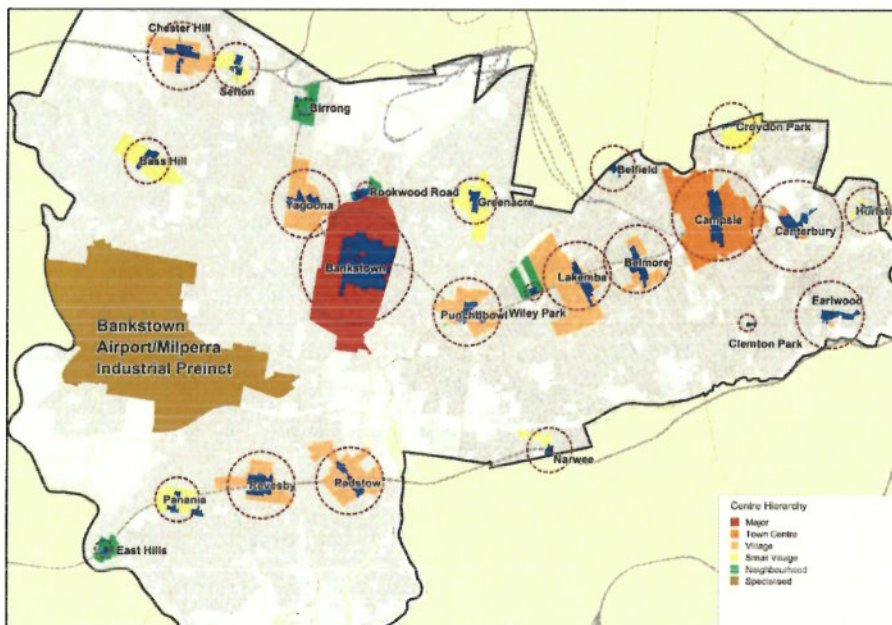 Chester Hill
Sefton
Birrong
Croydon Park
Bass Hill
Belfield
Rookwood Road
Yagoona
Greenacre
Campsie
Canterbury
Bankstown
Lakemba
Belmore
Punchbowl
Wiley Park
Earlwood
Clemton Park
Bankstown
Airport/Milperra
Industrial Preinct
Narwee
Panania
Revesby
Padstow
East Hills
Centre Hierarchy
Major
Town Centre
Village
Small Village
Neighbourhood
Specialised